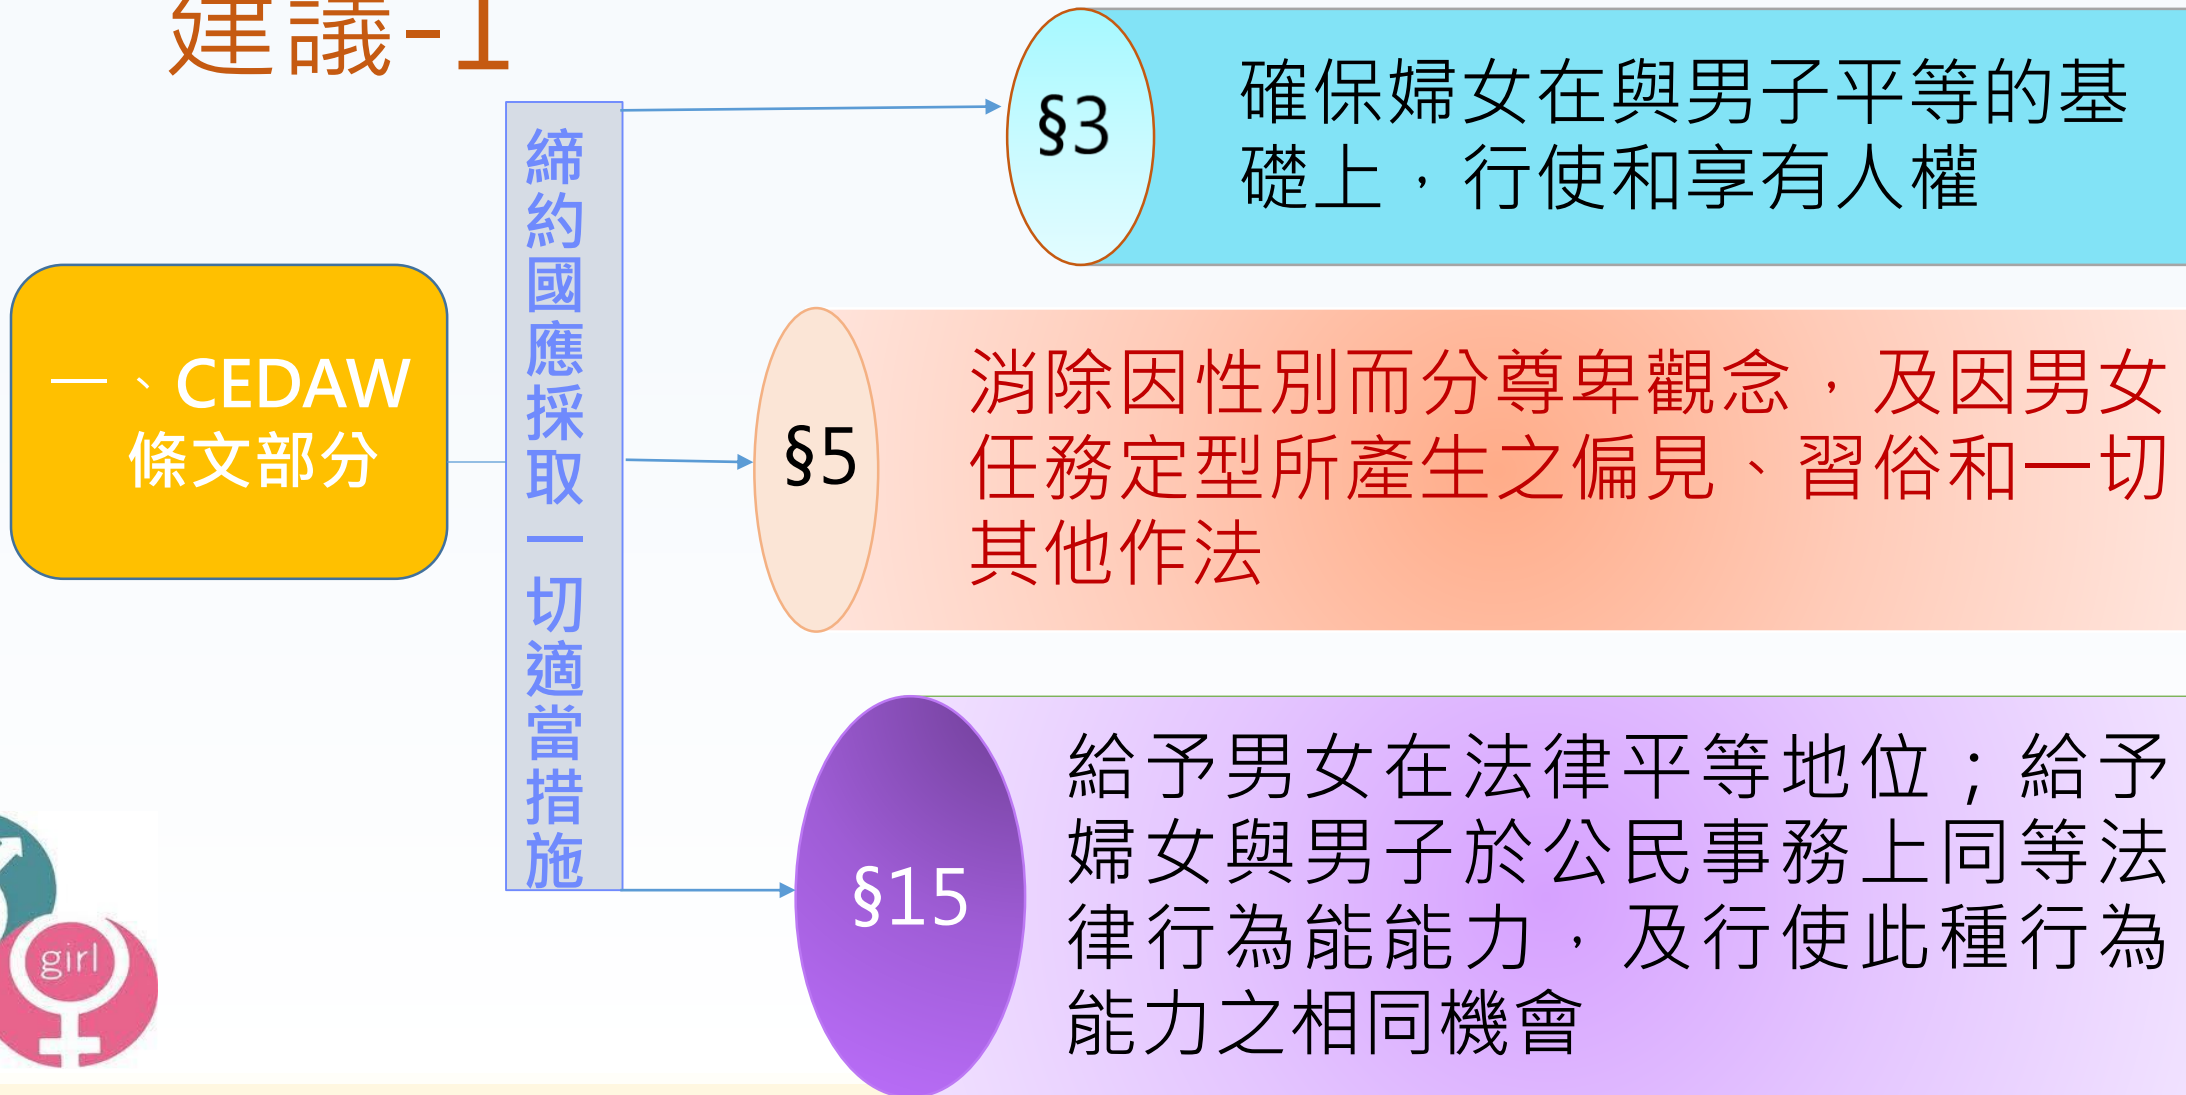 建議-1
一、CEDAW
條文部分
締約國應採取一切適當措施
§3
確保婦女在與男子平等的基
礎上，行使和享有人權
§5
消除因性別而分尊卑觀念，及因男女
任務定型所產生之偏見、習俗和一切
其他作法
§15
給予男女在法律平等地位；給予
婦女與男子於公民事務上同等法
律行為能能力，及行使此種行為
能力之相同機會
girl